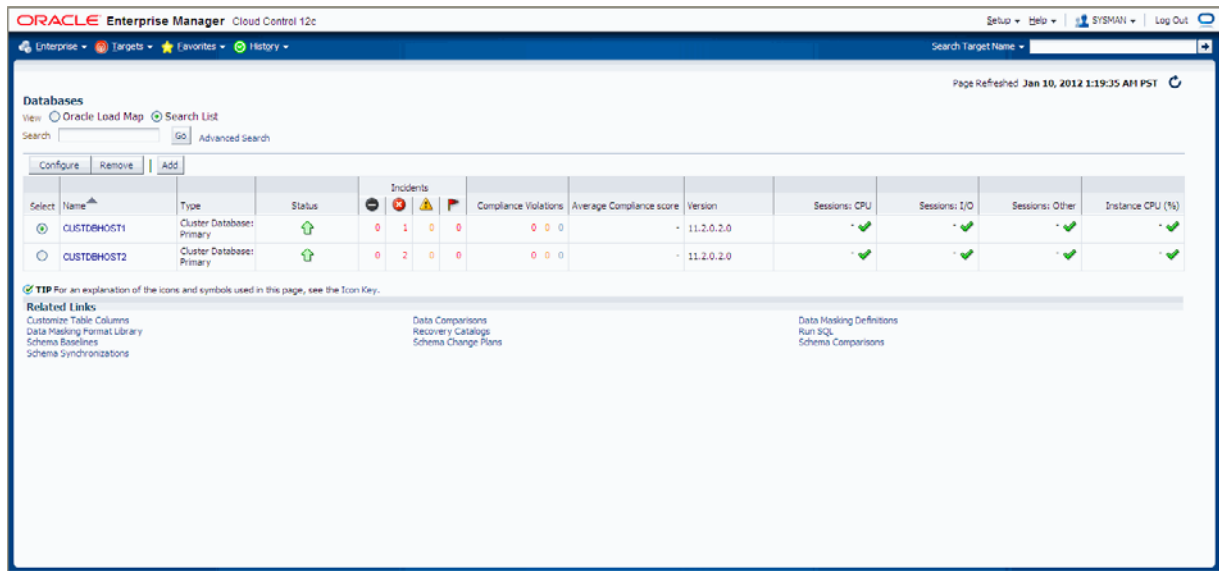 ORACLE Enterprise Manager Cloud Control 12c
Setup Help SYSMAN Log Out
Enterprise Targets Favorites History Search Target Name
Page Refreshed Jan 10, 2012 1:19:35 AM PST
Databases
View Oracle Load Map Search List
Search Go Advanced Search
Configure Remove Add
Incidents
Select Name Type Status Compliance Violations Average Compliance score Version Sessions: CPU Sessions: I/O Sessions: Other Instance CPU (%)
CUSTDBHOST1 Cluster Database: Primary 0 1 0 0 0 0 0 - 11.2.0.2.0 - - - -
CUSTDBHOST2 Cluster Database: Primary 0 2 0 0 0 0 0 - 11.2.0.2.0 - - - -
TIP For an explanation of the icons and symbols used in this page, see the Icon Key.
Related Links
Customize Table Columns Data Comparisons Data Masking Definitions
Data Masking Format Library Recovery Catalogs Run SQL
Schema Baselines Schema Change Plans Schema Comparisons
Schema Synchronizations